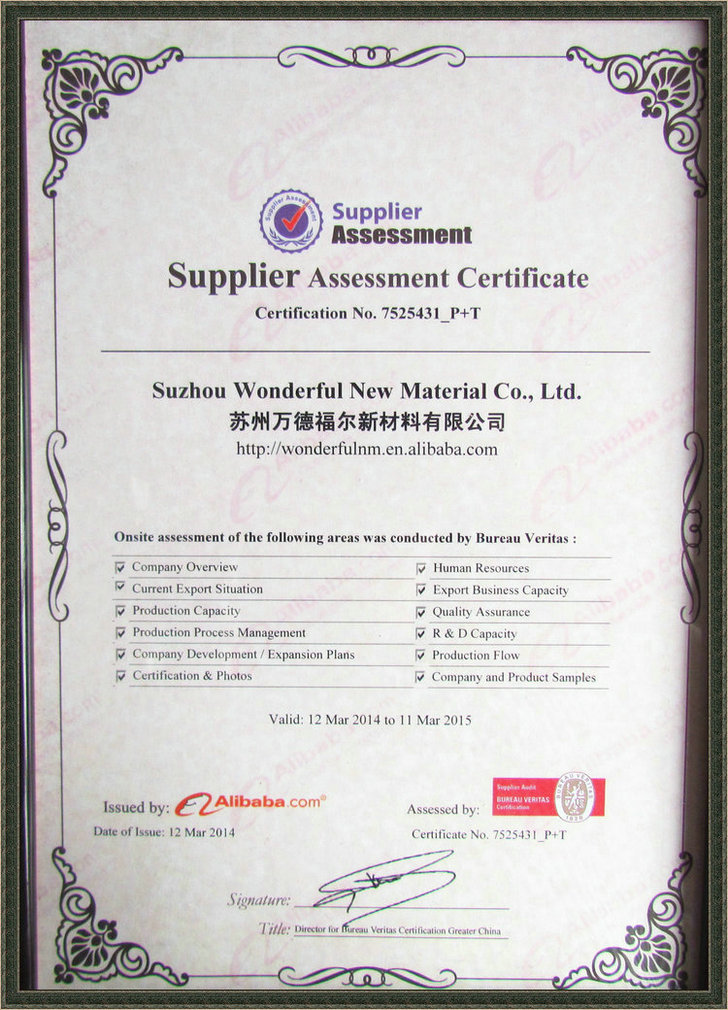 Supplier Assessment
Supplier
Assessment
Supplier Assessment Certificate
Certification No. 7525431_P+T
Suzhou Wonderful New Material Co., Ltd.
苏州万德福尔新材料有限公司
http://wonderfulnm.en.alibaba.com
Onsite assessment of the following areas was conducted by Bureau Veritas :
Company Overview
Human Resources
Current Export Situation
Export Business Capacity
Production Capacity
Quality Assurance
Production Process Management
R & D Capacity
Company Development / Expansion Plans
Production Flow
Certification & Photos
Company and Product Samples
Valid: 12 Mar 2014 to 11 Mar 2015
Issued by: Alibaba.com®
Date of Issue: 12 Mar 2014
Supplier Audit
BUREAU VERITAS
Certification
BUREAU VERITAS
1828
Assessed by:
Certificate No. 7525431_P+T
Signature:
Title: Director for Bureau Veritas Certification Greater China